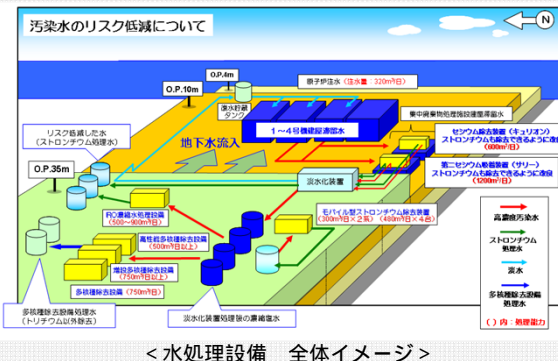 汚染水のリスク低減について
N
O.P.4m
O.P.10m
淡水貯蔵
タンク
原子炉注水（注水量：320m³/日）
集中廃棄物処理施設建屋滞留水
1～4号機建屋滞留水
リスク低減した水
（ストロンチウム処理水）
地下水流入
セシウム除去装置（キュリオン）
ストロンチウムも除去できるように改良
（600m³/日）
第二セシウム吸着装置（サリー）
ストロンチウムも除去できるように改良
（1200m³/日）
O.P.35m
淡水化装置
RO濃縮水処理設備
（500～900m³/日）
モバイル型ストロンチウム除去装置
（300m³/日×2系）（480m³/日×4台）
高性能多核種除去設備
（500m³/日以上）
増設多核種除去設備
（750m³/日以上）
多核種除去設備（750m³/日）
多核種除去設備処理水
（トリチウム以外除去）
淡水化装置処理後の濃縮塩水
高濃度汚染水
ストロンチウム
処理水
淡水
多核種除去設備
処理水
（ ）内：処理能力
＜水処理設備　全体イメージ＞